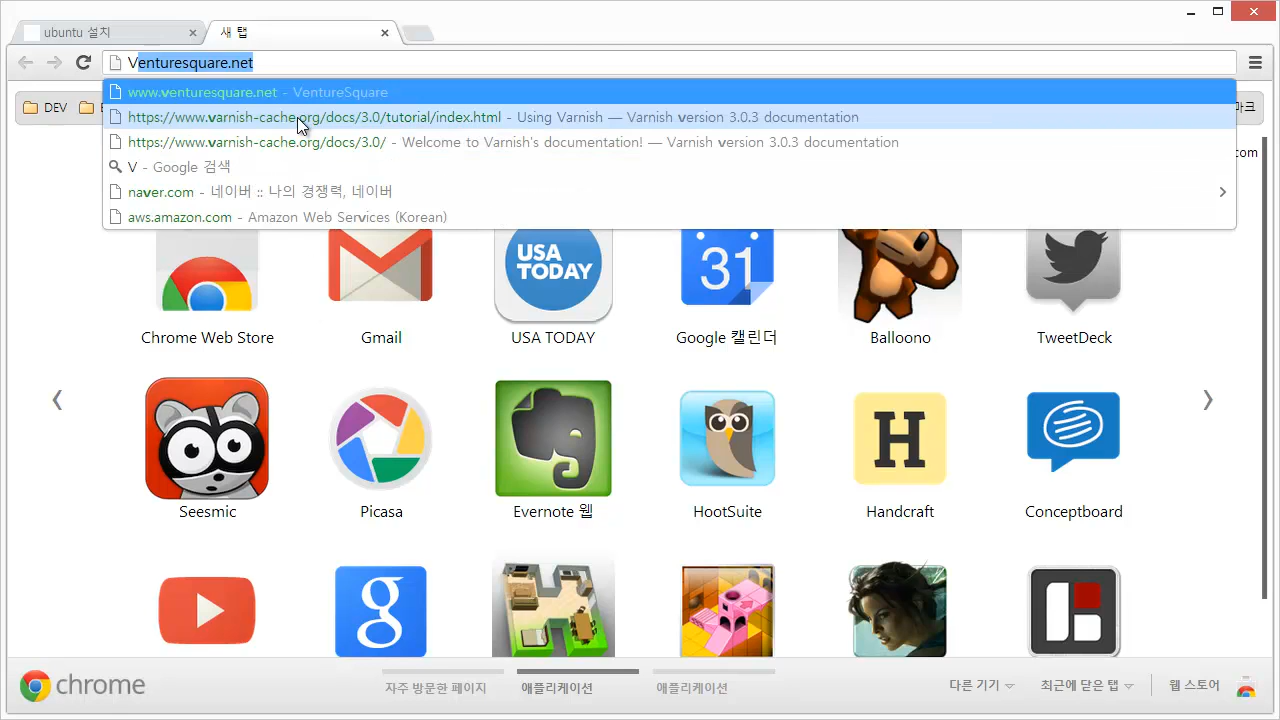 ubuntu 설치
새 탭
Venturesquare.net
www.venturesquare.net - VentureSquare
https://www.varnish-cache.org/docs/3.0/tutorial/index.html - Using Varnish — Varnish version 3.0.3 documentation
https://www.varnish-cache.org/docs/3.0/ - Welcome to Varnish's documentation! — Varnish version 3.0.3 documentation
V - Google 검색
naver.com - 네이버 :: 나의 경쟁력, 네이버
aws.amazon.com - Amazon Web Services (Korean)
DEV
마크
com
31
USA TODAY
Chrome Web Store
Gmail
USA TODAY
Google 캘린더
Balloono
TweetDeck
H
Seesmic
Picasa
Evernote 웹
HootSuite
Handcraft
Conceptboard
g
chrome
자주 방문한 페이지
애플리케이션
애플리케이션
다른 기기
최근에 닫은 탭
웹 스토어